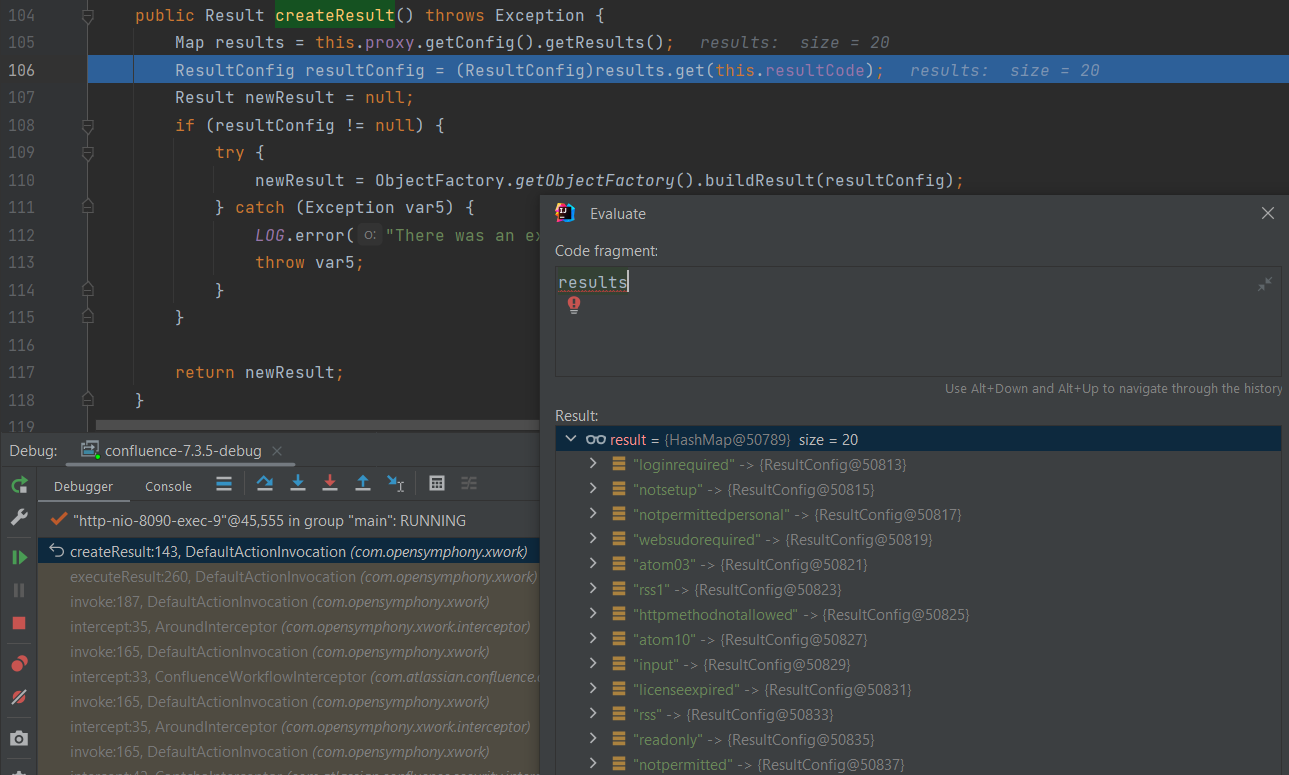 104 public Result createResult() throws Exception {
105 Map results = this.proxy.getConfig().getResults(); results: size = 20
106 ResultConfig resultConfig = (ResultConfig)results.get(this.resultCode); results: size = 20
107 Result newResult = null;
108 if (resultConfig != null) {
109 try {
110 newResult = ObjectFactory.getObjectFactory().buildResult(resultConfig);
111 } catch (Exception var5) {
112 LOG.error( o: "There was an
113 throw var5;
114 }
115 }
116
117 return newResult;
118 }
119
Evaluate
Code fragment:
results
Use Alt+Down and Alt+Up to navigate through the history
Result:
result = {HashMap@50789} size = 20
"loginrequired" -> {ResultConfig@50813}
"notsetup" -> {ResultConfig@50815}
"notpermittedpersonal" -> {ResultConfig@50817}
"websudorequired" -> {ResultConfig@50819}
"atom03" -> {ResultConfig@50821}
"rss1" -> {ResultConfig@50823}
"httpmethodnotallowed" -> {ResultConfig@50825}
"atom10" -> {ResultConfig@50827}
"input" -> {ResultConfig@50829}
"licenseexpired" -> {ResultConfig@50831}
"rss" -> {ResultConfig@50833}
"readonly" -> {ResultConfig@50835}
"notpermitted" -> {ResultConfig@50837}
Debug: confluence-7.3.5-debug
Debugger Console
"http-nio-8090-exec-9"@45,555 in group "main": RUNNING
createResult:143, DefaultActionInvocation (com.opensymphony.xwork)
executeResult:260, DefaultActionInvocation (com.opensymphony.xwork)
invoke:187, DefaultActionInvocation (com.opensymphony.xwork)
intercept:35, AroundInterceptor (com.opensymphony.xwork.interceptor)
invoke:165, DefaultActionInvocation (com.opensymphony.xwork)
intercept:33, ConfluenceWorkflowInterceptor (com.atlassian.confluence.
invoke:165, DefaultActionInvocation (com.opensymphony.xwork)
intercept:35, AroundInterceptor (com.opensymphony.xwork.interceptor)
invoke:165, DefaultActionInvocation (com.opensymphony.xwork)